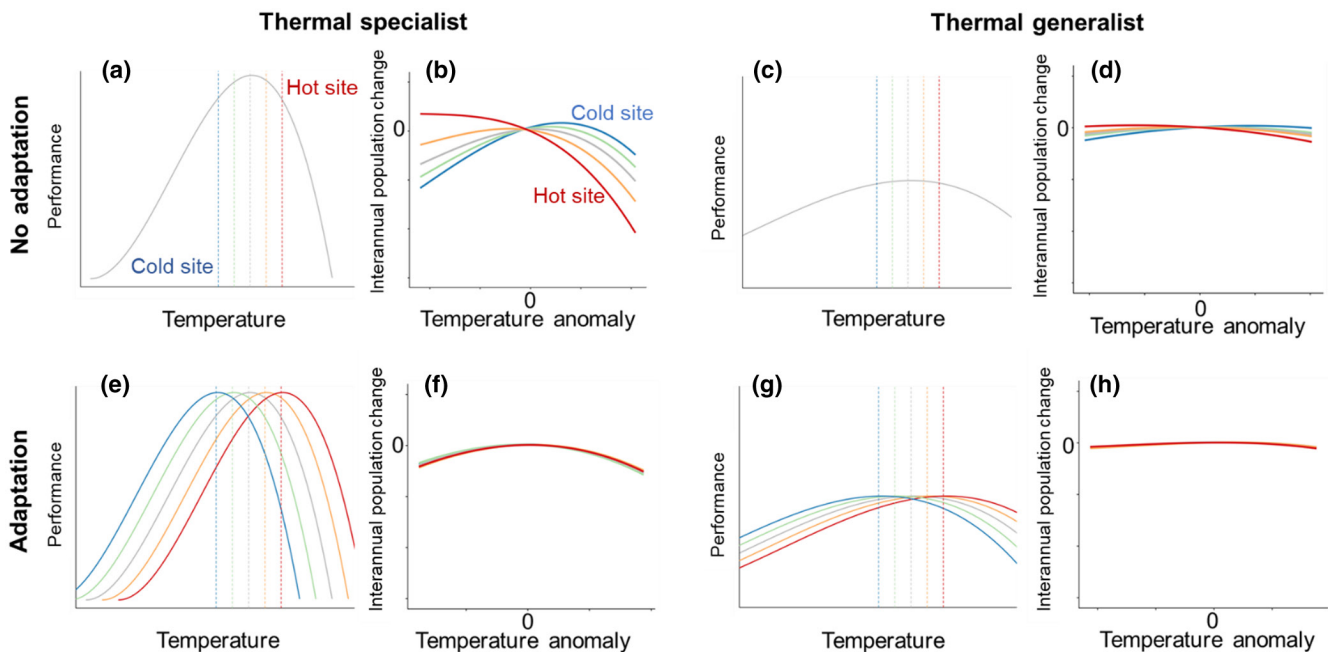 Thermal specialist
Thermal generalist
No adaptation
(a)
Hot site
Cold site
Performance
Temperature
(b)
Cold site
Hot site
0
Interannual population change
0
Temperature anomaly
(c)
Performance
Temperature
(d)
0
Interannual population change
0
Temperature anomaly
Adaptation
(e)
Performance
Temperature
(f)
0
Interannual population change
0
Temperature anomaly
(g)
Performance
Temperature
(h)
0
Interannual population change
0
Temperature anomaly